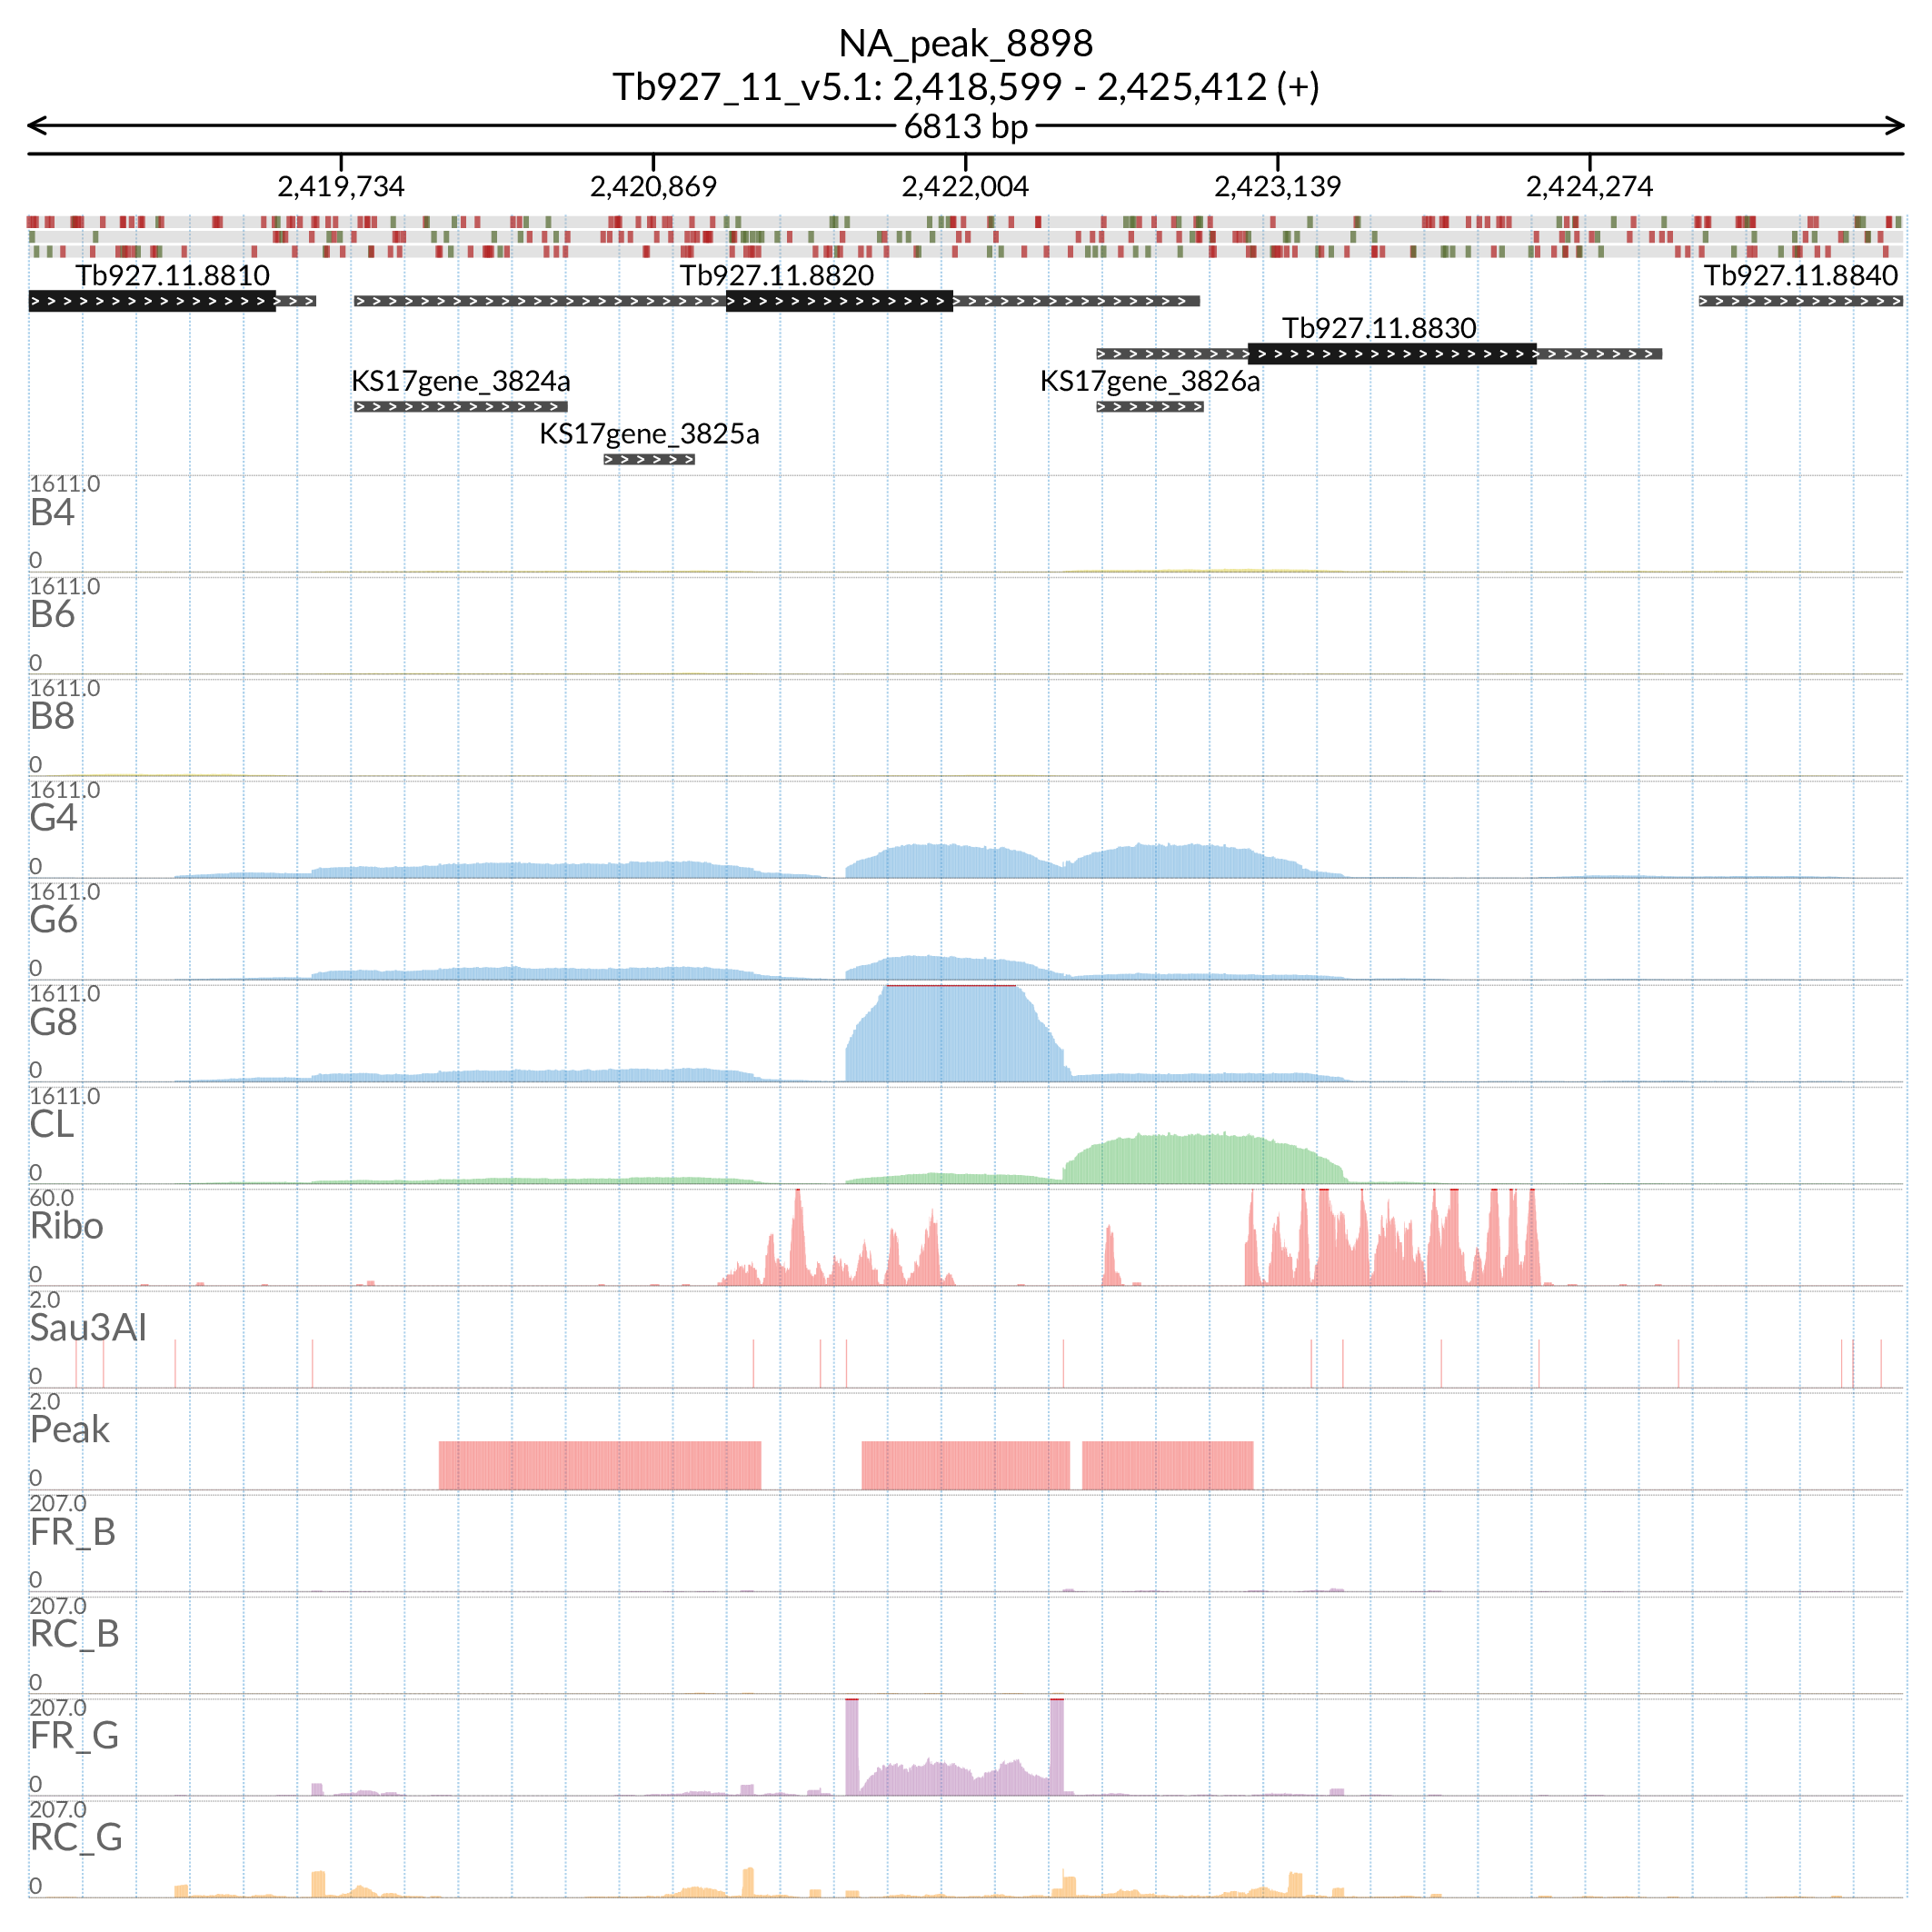 NA_peak_8898
Tb927_11_v5.1: 2,418,599 - 2,425,412 (+)
6813 bp
2,419,734 2,420,869 2,422,004 2,423,139 2,424,274
Tb927.11.8810 Tb927.11.8820 Tb927.11.8840
Tb927.11.8830
KS17gene_3824a KS17gene_3826a
KS17gene_3825a
1611.0
B4
0
1611.0
B6
0
1611.0
B8
0
1611.0
G4
0
1611.0
G6
0
1611.0
G8
0
1611.0
CL
0
60.0
Ribo
0
2.0
Sau3AI
0
2.0
Peak
0
207.0
FR_B
0
207.0
RC_B
0
207.0
FR_G
0
207.0
RC_G
0